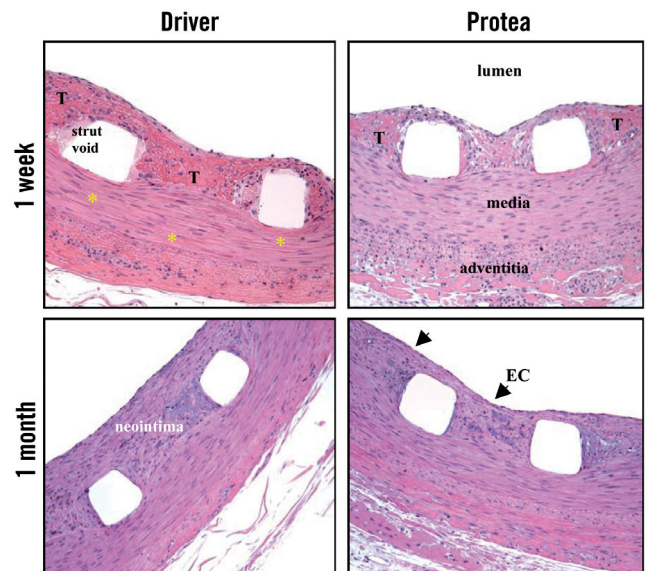 Driver
Protea
1 week
T
strut
void
T
*
*
*
lumen
T
T
media
adventitia
1 month
neointima
EC